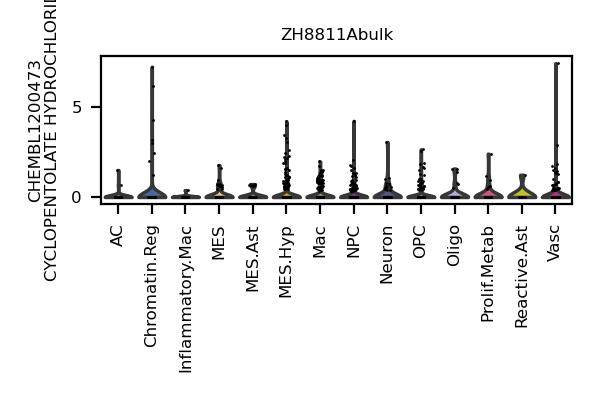 ZH8811Abulk
CHEMBL1200473
CYCLOPENTOLATE HYDROCHLORID
5
0
AC
Chromatin.Reg
Inflammatory.Mac
MES
MES.Ast
MES.Hyp
Mac
NPC
Neuron
OPC
Oligo
Prolif.Metab
Reactive.Ast
Vasc